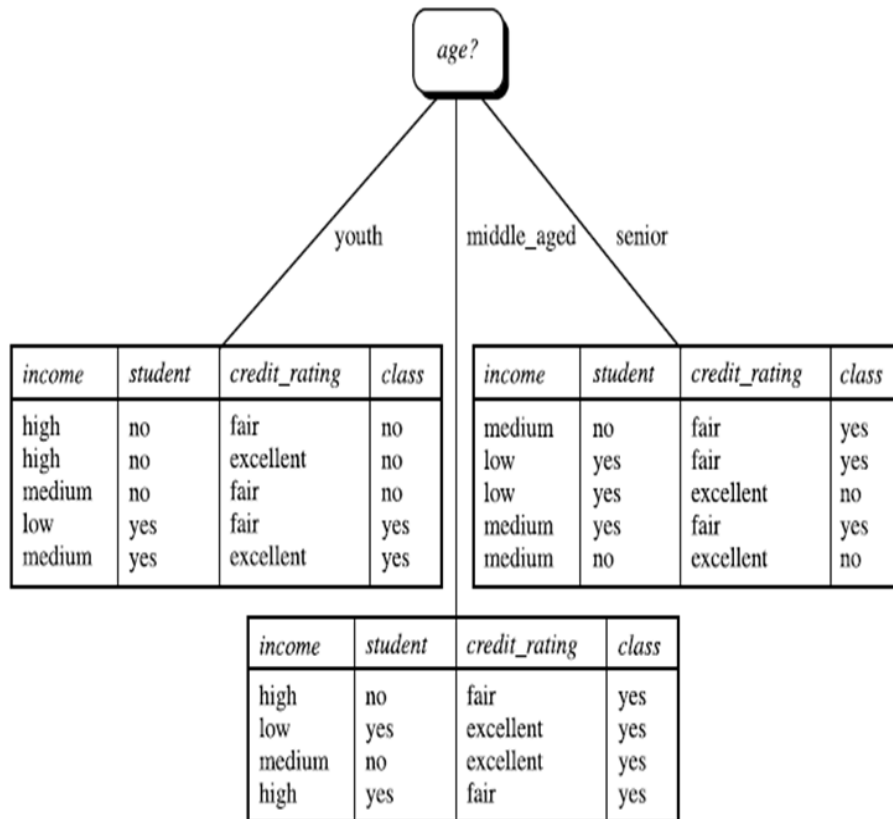 age?
youth
middle_aged
senior
income student credit_rating class
high no fair no
high no excellent no
medium no fair no
low yes fair yes
medium yes excellent yes
income student credit_rating class
medium no fair yes
low yes fair yes
low yes excellent no
medium yes fair yes
medium no excellent no
income student credit_rating class
high no fair yes
low yes excellent yes
medium no excellent yes
high yes fair yes